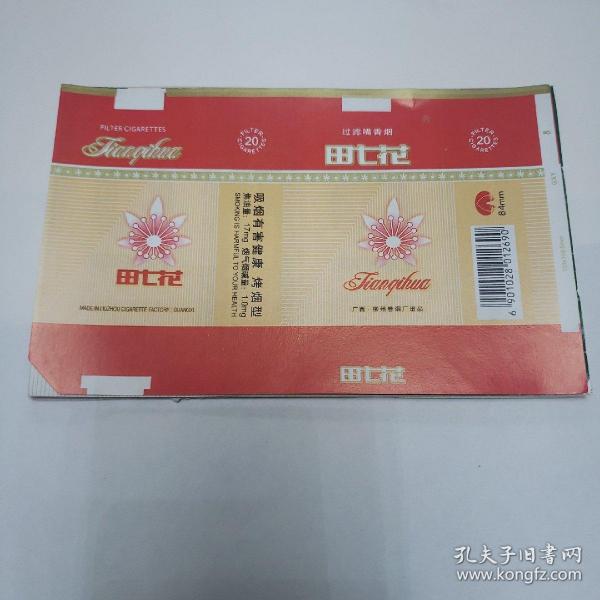 FILTER CIGARETTES
Tianqihua
FILTER 20 CIGARETTES
过滤嘴香烟
田七花
FILTER 20 CIGARETTES
田七花
MADE IN LIUZHOU CIGARETTE FACTORY GUANGXI
吸烟有害健康 烤烟型
焦油量:17mg 烟气烟碱量:1.0mg
SMOKING IS HARMFUL TO YOUR HEALTH
Tianqihua
广西·柳州卷烟厂出品
84mm
6 901028 012690
田七花
孔夫子旧书网
www.kongfz.com